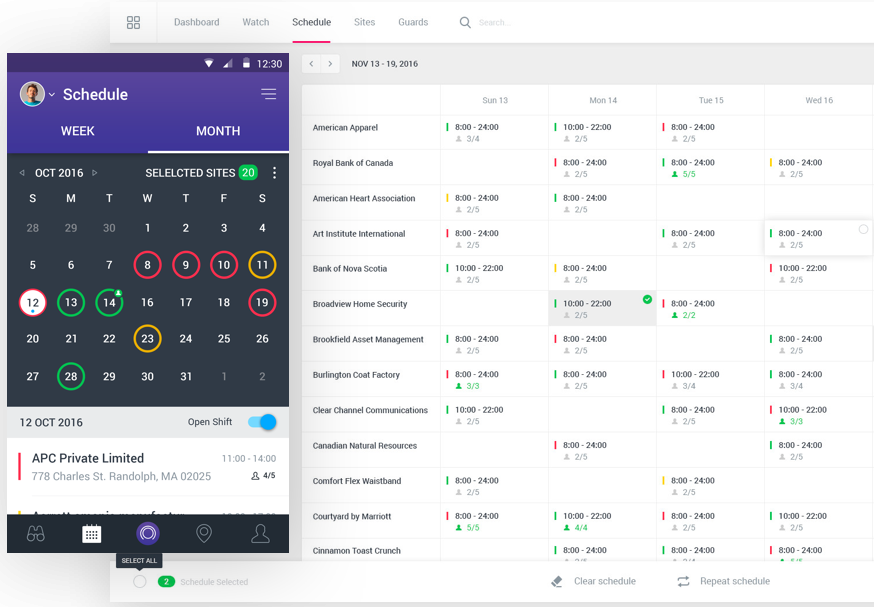 Dashboard Watch Schedule Sites Guards Search...
12:30
Schedule
WEEK MONTH
OCT 2016 SELELCTED SITES 20
S M T W T F S
28 29 30 1 2 3 4
5 6 7 8 9 10 11
12 13 14 16 17 18 19
20 21 22 23 24 25 26
27 28 29 30 31 1 2
12 OCT 2016 Open Shift
APC Private Limited 11:00 - 14:00
778 Charles St. Randolph, MA 02025 4/5
NOV 13 - 19, 2016
Sun 13 Mon 14 Tue 15 Wed 16
American Apparel 8:00 - 24:00 10:00 - 22:00 8:00 - 24:00
3/4 2/5 2/5
Royal Bank of Canada 8:00 - 24:00 8:00 - 24:00 8:00 - 24:00
2/5 5/5 2/5
American Heart Association 8:00 - 24:00 8:00 - 24:00
2/5 2/5
Art Institute International 8:00 - 24:00 8:00 - 24:00 8:00 - 24:00
2/5 2/5 2/5
Bank of Nova Scotia 10:00 - 22:00 8:00 - 24:00 10:00 - 22:00
2/5 2/5 2/5
Broadview Home Security 10:00 - 22:00 8:00 - 24:00
2/5 2/2
Brookfield Asset Management 8:00 - 24:00 8:00 - 24:00 8:00 - 24:00
2/5 2/5 2/5
Burlington Coat Factory 8:00 - 24:00 8:00 - 24:00 10:00 - 22:00 8:00 - 24:00
3/3 2/5 3/4 3/4
Clear Channel Communications 10:00 - 22:00 8:00 - 24:00 10:00 - 22:00
2/5 2/5 3/3
Canadian Natural Resources 8:00 - 24:00 8:00 - 24:00
2/5 2/5
Comfort Flex Waistband 8:00 - 24:00 8:00 - 24:00
2/5 2/5
Courtyard by Marriott 8:00 - 24:00 10:00 - 22:00 8:00 - 24:00 10:00 - 22:00
5/5 4/4 2/5 2/5
Cinnamon Toast Crunch 8:00 - 24:00 8:00 - 24:00 8:00 - 24:00
SELECT ALL
2 Schedule Selected Clear schedule Repeat schedule